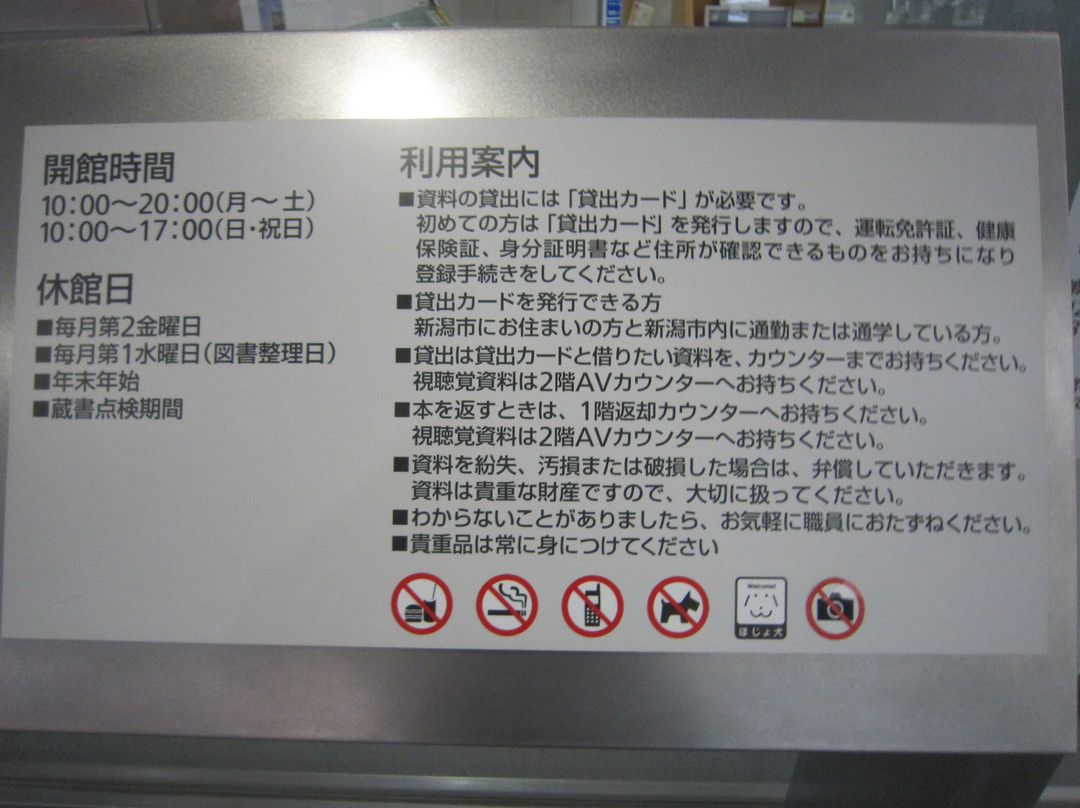 開館時間
10:00～20:00(月～土)
10:00～17:00(日・祝日)
休館日
■毎月第2金曜日
■毎月第1水曜日(図書整理日)
■年末年始
■蔵書点検期間
利用案内
■資料の貸出には「貸出カード」が必要です。
初めての方は「貸出カード」を発行しますので、運転免許証、健康
保険証、身分証明書など住所が確認できるものをお持ちになり
登録手続きをしてください。
■貸出カードを発行できる方
新潟市にお住まいの方と新潟市内に通勤または通学している方。
■貸出は貸出カードと借りたい資料を、カウンターまでお持ちください。
視聴覚資料は2階AVカウンターへお持ちください。
■本を返すときは、1階返却カウンターへお持ちください。
視聴覚資料は2階AVカウンターへお持ちください。
■資料を紛失、汚損または破損した場合は、弁償していただきます。
資料は貴重な財産ですので、大切に扱ってください。
■わからないことがありましたら、お気軽に職員におたずねください。
■貴重品は常に身につけてください
Welcome!
ほじょ犬